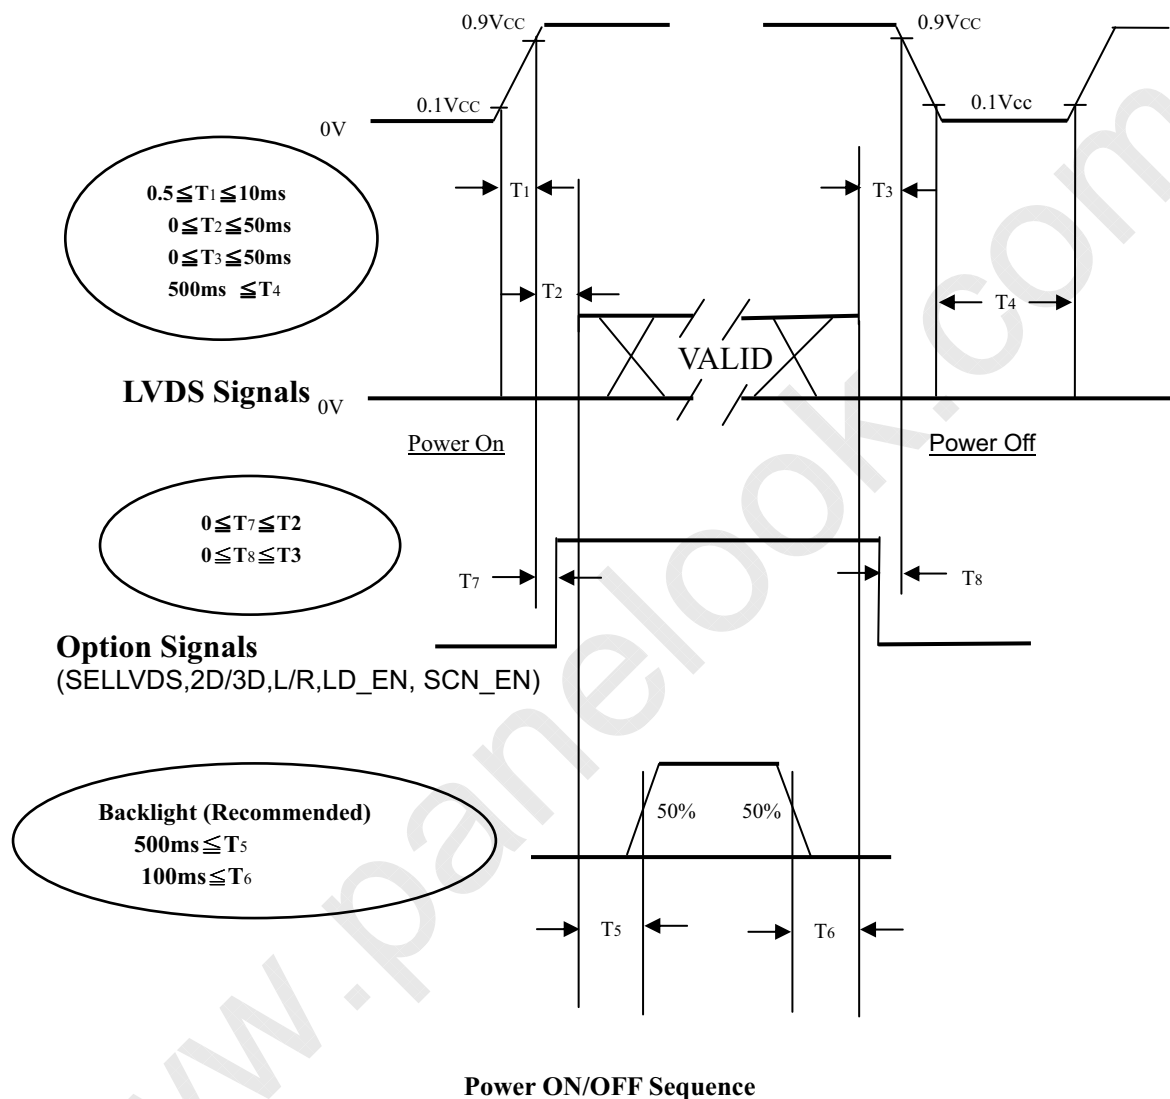 0.9VCC
0.9VCC
0.1VCC
0.1Vcc
0V
0.5≦T1≦10ms
0≦T2≦50ms
0≦T3≦50ms
500ms ≦T4
T1
T3
T2
T4
VALID
LVDS Signals
0V
Power On
Power Off
0≦T7≦T2
0≦T8≦T3
T7
T8
Option Signals
(SELLVDS,2D/3D,L/R,LD_EN, SCN_EN)
Backlight (Recommended)
500ms≦T5
100ms≦T6
50%
50%
T5
T6
Power ON/OFF Sequence
www.panelook.com